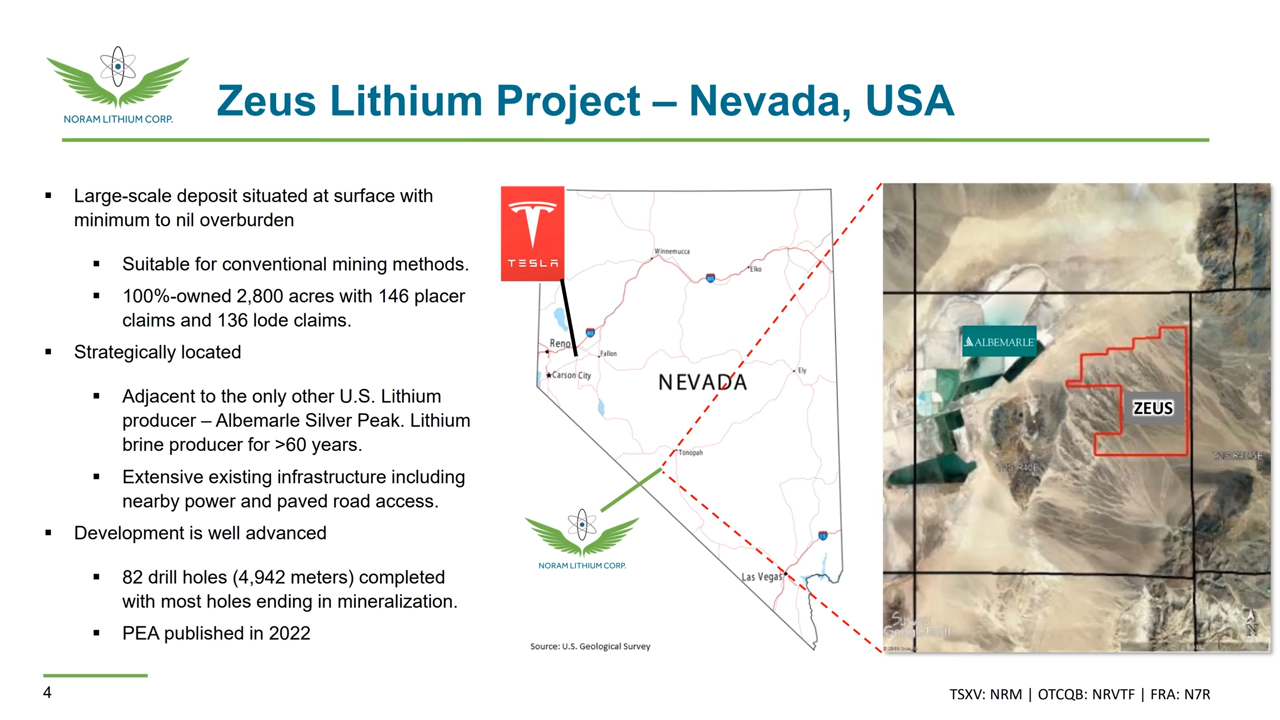 NORAM LITHIUM CORP.
Zeus Lithium Project – Nevada, USA
▪ Large-scale deposit situated at surface with
minimum to nil overburden
▪ Suitable for conventional mining methods.
▪ 100%-owned 2,800 acres with 146 placer
claims and 136 lode claims.
▪ Strategically located
▪ Adjacent to the only other U.S. Lithium
producer – Albemarle Silver Peak. Lithium
brine producer for >60 years.
▪ Extensive existing infrastructure including
nearby power and paved road access.
▪ Development is well advanced
▪ 82 drill holes (4,942 meters) completed
with most holes ending in mineralization.
▪ PEA published in 2022
TESLA
Winnemucca
Elko
80
80
Reno
Fallon
Carson City
Ely
NEVADA
Tonopah
15
Las Vegas
NORAM LITHIUM CORP.
Source: U.S. Geological Survey
ALBEMARLE
ZEUS
N
4
TSXV: NRM | OTCQB: NRVTF | FRA: N7R